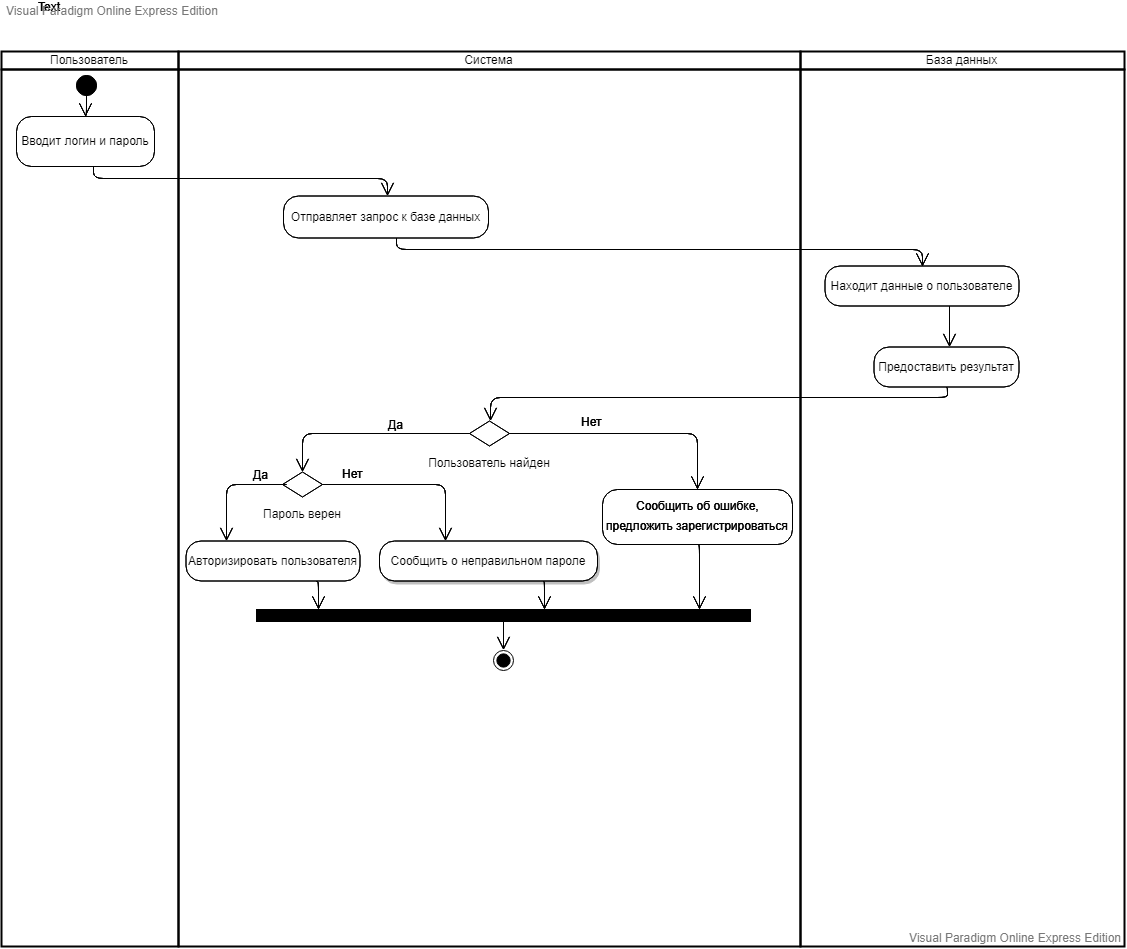 Text
Visual Paradigm Online Express Edition
Пользователь
Система
База данных
Вводит логин и пароль
Отправляет запрос к базе данных
Находит данные о пользователе
Предоставить результат
Да
Нет
Пользователь найден
Да
Нет
Пароль верен
Сообщить об ошибке,
предложить зарегистрироваться
Авторизировать пользователя
Сообщить о неправильном пароле
Visual Paradigm Online Express Edition